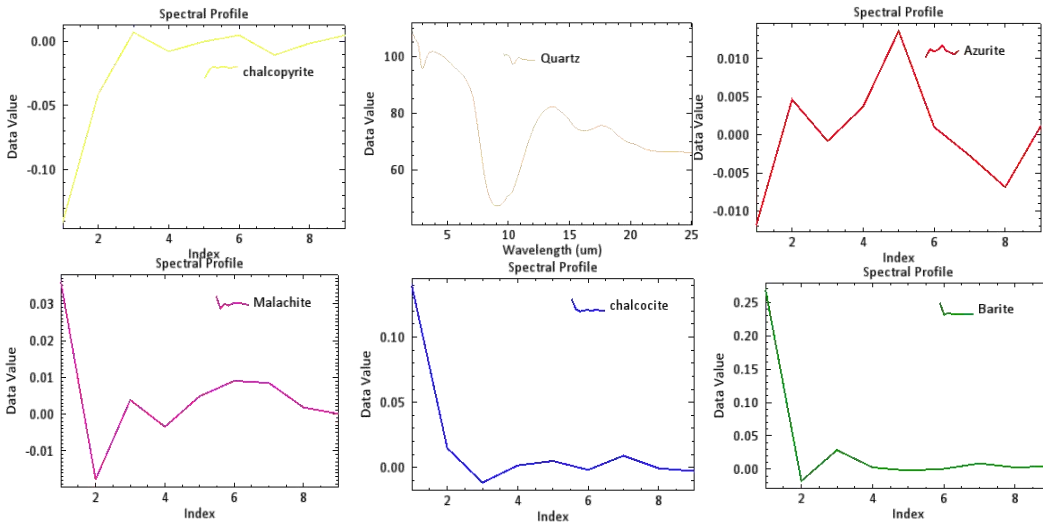 Spectral Profile
0.00
-0.05
-0.10
Data Value
chalcopyrite
2 4 6 8
Index
100
80
60
Data Value
Quartz
5 10 15 20 25
Wavelength (um)
Spectral Profile
0.010
0.005
0.000
-0.005
-0.010
Data Value
Azurite
2 4 6 8
Index
Spectral Profile
0.03
0.02
0.01
0.00
-0.01
Data Value
Malachite
2 4 6 8
Index
Spectral Profile
0.10
0.05
0.00
Data Value
chalcocite
2 4 6 8
Index
Spectral Profile
0.25
0.20
0.15
0.10
0.05
0.00
Data Value
Barite
2 4 6 8
Index